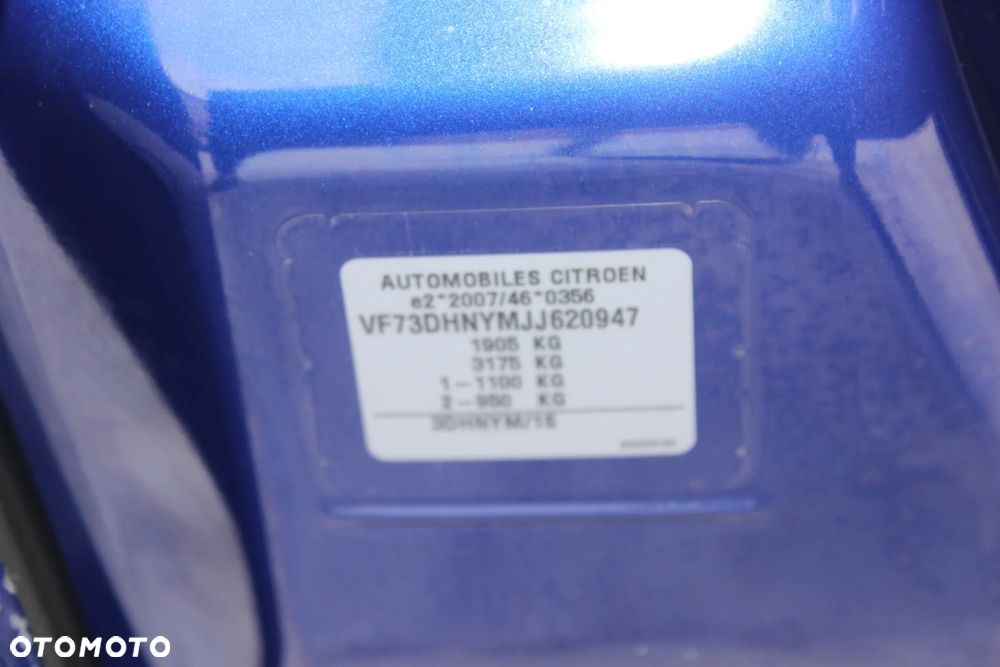 AUTOMOBILES CITROEN
e2*2007/46*0356
VF73DHNYMJJ620947
1905 KG
3175 KG
1-1100 KG
2-950 KG
3DHNYM/1S
OTOMOTO